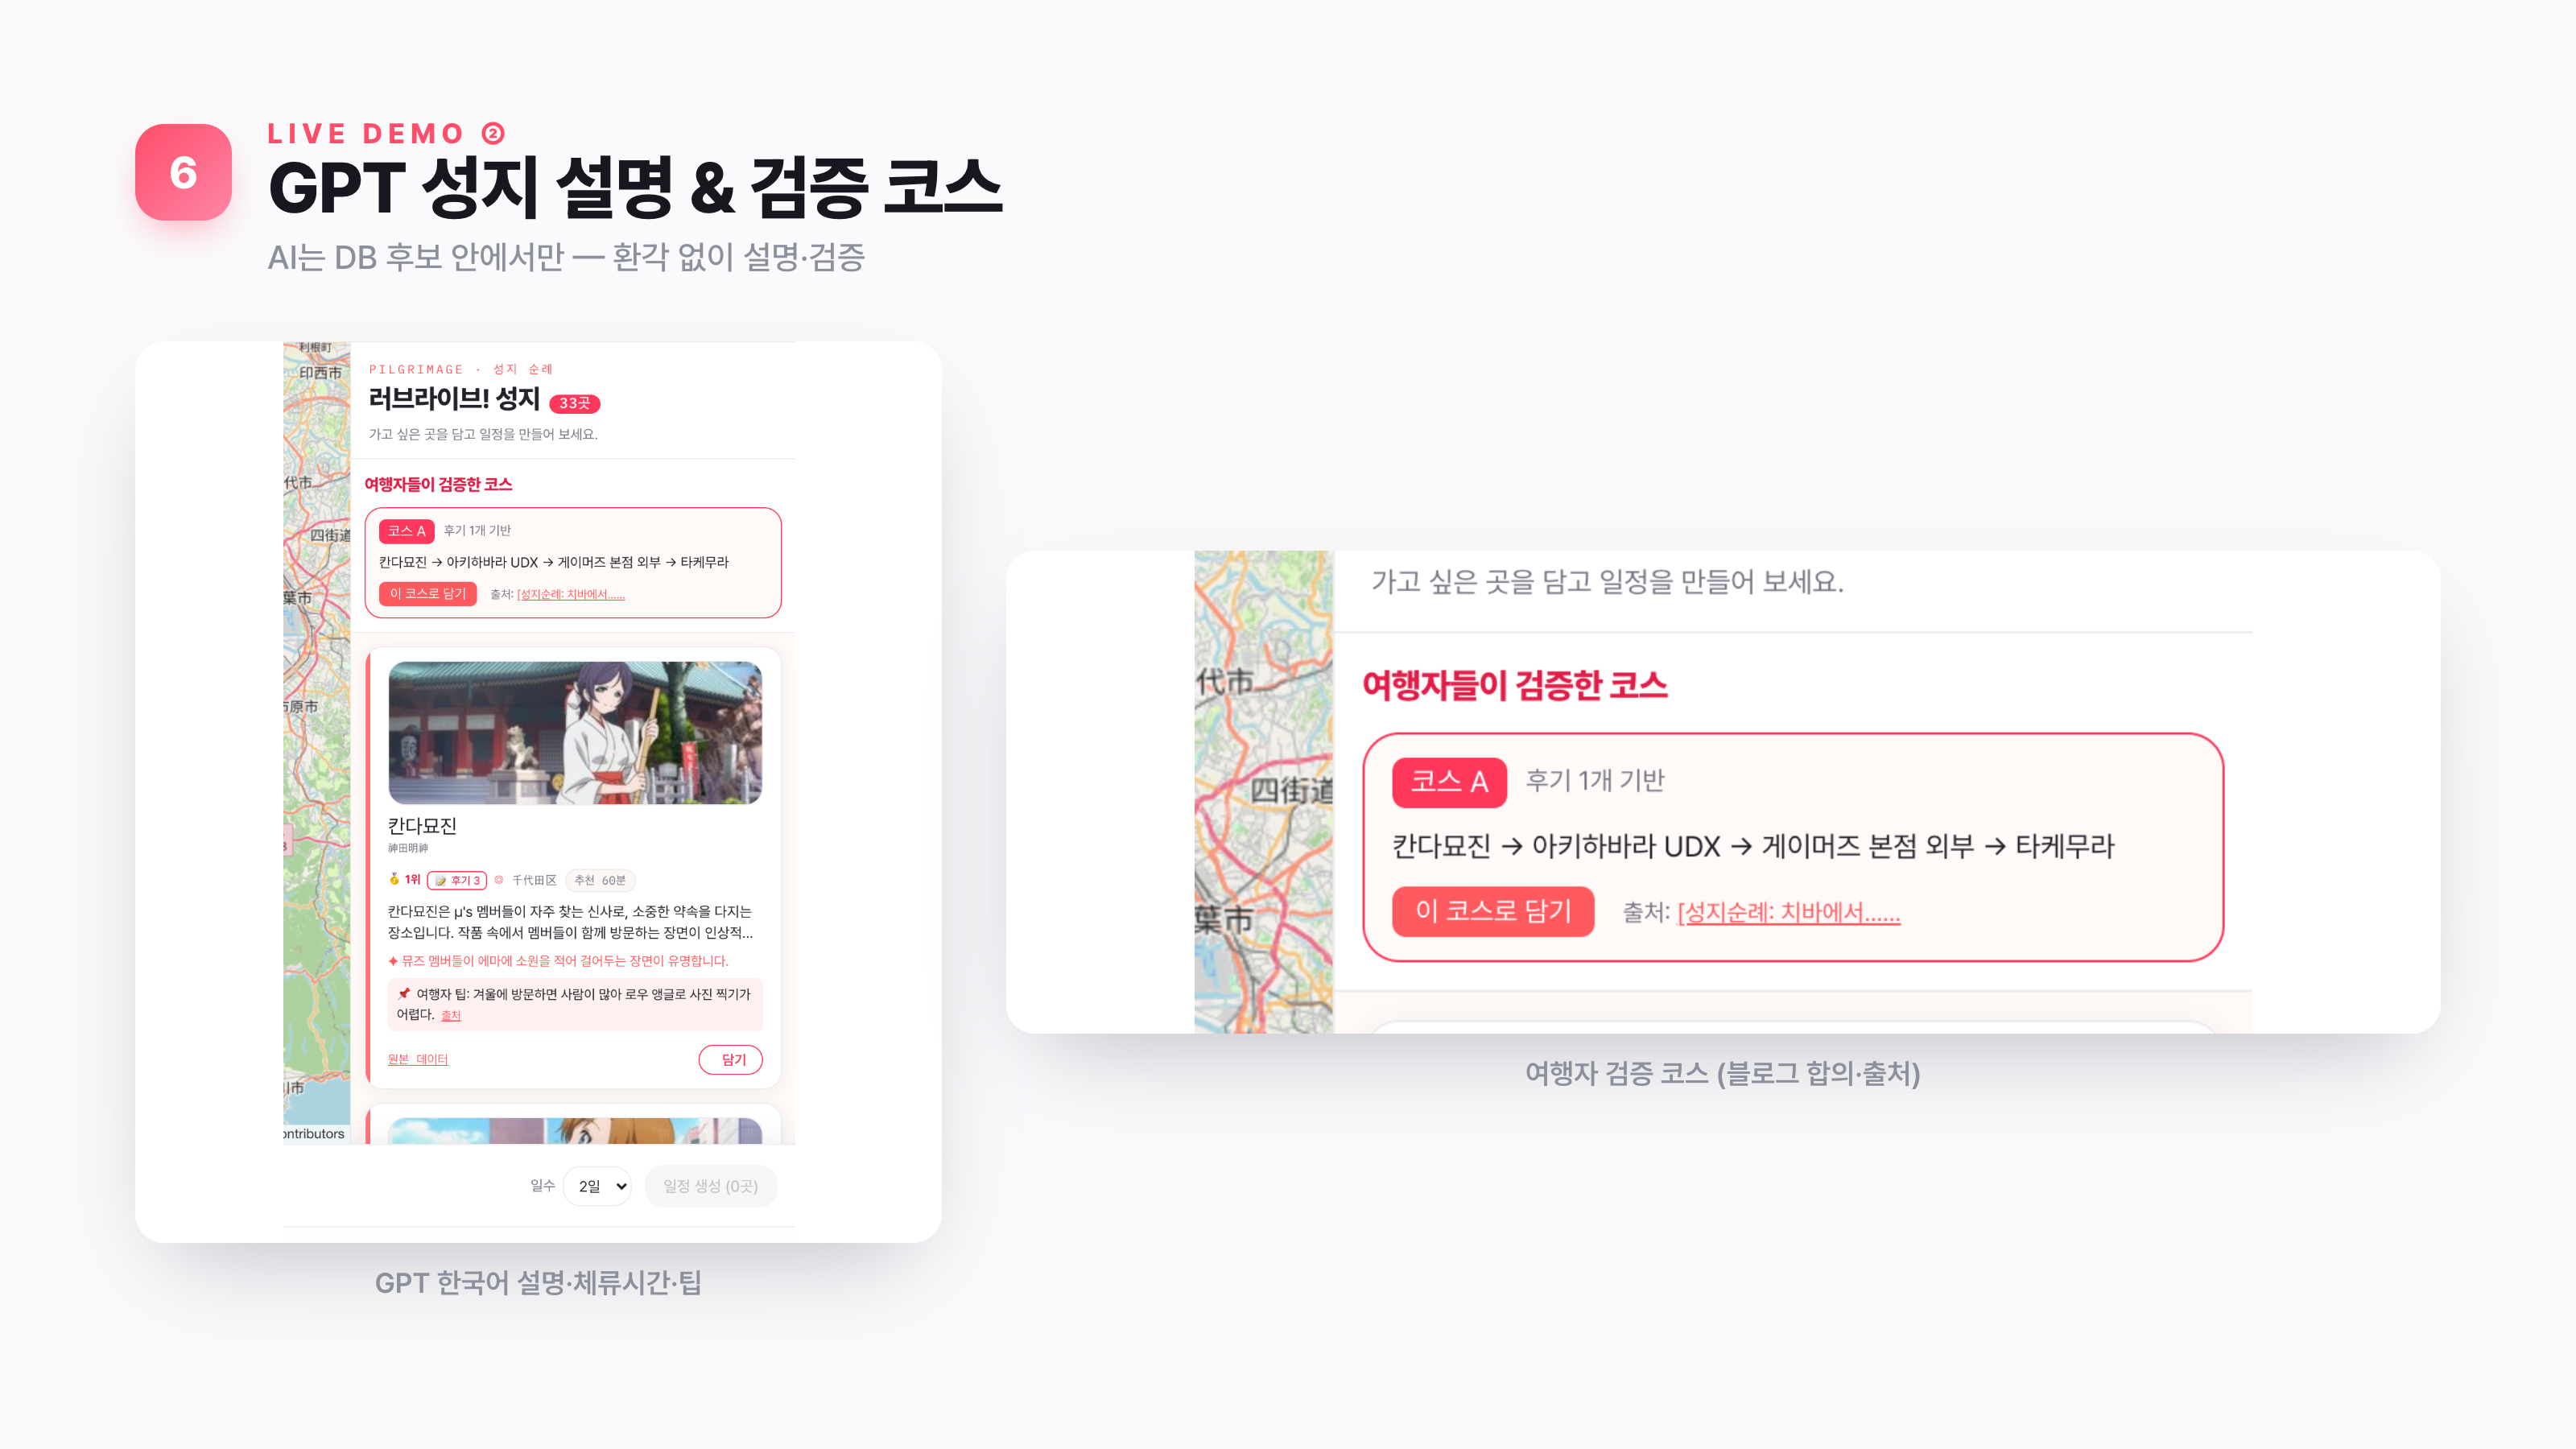 6
LIVE DEMO ②
GPT 성지 설명 & 검증 코스
AI는 DB 후보 안에서만 — 환각 없이 설명·검증
利根町
印西市
代市
四街道
葉市
市原市
川市
ontributors
PILGRIMAGE · 성지 순례
러브라이브! 성지 33곳
가고 싶은 곳을 담고 일정을 만들어 보세요.
여행자들이 검증한 코스
코스 A 후기 1개 기반
칸다묘진 → 아키하바라 UDX → 게이머즈 본점 외부 → 타케무라
이 코스로 담기 출처: [성지순례: 치바에서......
칸다묘진
神田明神
1위 후기 3 千代田区 추천 60분
칸다묘진은 μ's 멤버들이 자주 찾는 신사로, 소중한 약속을 다지는
장소입니다. 작품 속에서 멤버들이 함께 방문하는 장면이 인상적...
✦ 뮤즈 멤버들이 에마에 소원을 적어 걸어두는 장면이 유명합니다.
📌 여행자 팁: 겨울에 방문하면 사람이 많아 로우 앵글로 사진 찍기가
어렵다. 출처
원본 데이터 담기
일수 2일 일정 생성 (0곳)
GPT 한국어 설명·체류시간·팁
代市
四街道
葉市
가고 싶은 곳을 담고 일정을 만들어 보세요.
여행자들이 검증한 코스
코스 A 후기 1개 기반
칸다묘진 → 아키하바라 UDX → 게이머즈 본점 외부 → 타케무라
이 코스로 담기 출처: [성지순례: 치바에서......
여행자 검증 코스 (블로그 합의·출처)